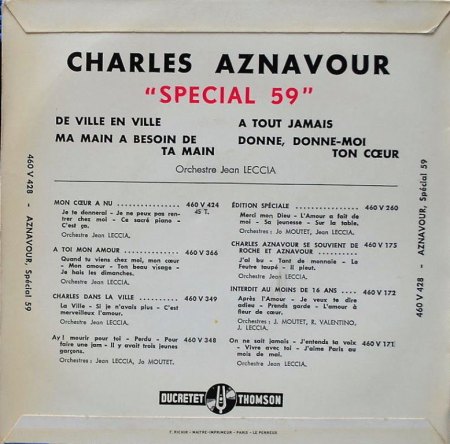 CHARLES AZNAVOUR
"SPECIAL 59"
DE VILLE EN VILLE
MA MAIN A BESOIN DE
TA MAIN
A TOUT JAMAIS
DONNE, DONNE-MOI
TON CŒUR
Orchestre Jean LECCIA
460 V 428 - AZNAVOUR, Spécial 59
MON CŒUR A NU .......... 460 V 424
45 T.
Je te donnerai - Je ne peux pas ren-
trer chez moi - Ce sacré piano -
C'est ça.
Orchestre Jean LECCIA.
A TOI MON AMOUR .......... 460 V 366
Quand tu viens chez moi, mon cœur
- Mon amour - Ton beau visage -
Je hais les dimanches.
Orchestre Jean LECCIA.
CHARLES DANS LA VILLE .......... 460 V 349
La Ville - Si je n'avais plus - C'est
merveilleux l'amour.
Orchestre Jean LECCIA.
Ay ! mourir pour toi - Perdu - Pour 460 V 348
faire une jam - Il y avait trois jeunes
garçons.
Orchestres : Jean LECCIA, Jo MOUTET.
ÉDITION SPÉCIALE .......... 460 V 260
Merci mon Dieu - L'Amour a fait de
moi - Sa jeunesse - Sur la table.
Orchestres : Jo MOUTET, Jean LECCIA.
CHARLES AZNAVOUR SE SOUVIENT DE 460 V 175
ROCHE ET AZNAVOUR ..........
J'ai bu - Tant de monnaie - Le
Feutre taupé - Il pleut.
Orchestre Jean LECCIA.
INTERDIT AU MOINS DE 16 ANS .... 460 V 172
Après l'Amour - Je veux te dire
adieu - Prends garde - L'amour à
fleur de cœur.
Orchestres : J. MOUTET, R. VALENTINO,
J. LECCIA.
On ne sait jamais - J'entends ta voix 460 V 171
- Vivre avec toi - J'aime Paris au
mois de mai.
Orchestre Jean LECCIA.
460 V 428 - AZNAVOUR, Spécial 59
DUCRETET THOMSON
F. RICHIR - MAITRE-IMPRIMEUR - PARIS - LE PERREUX